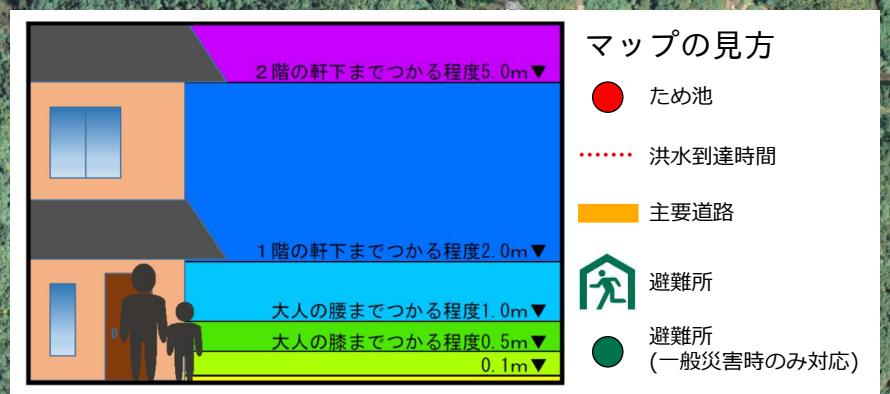 2階の軒下までつかる程度5.0m▼
1階の軒下までつかる程度2.0m▼
大人の腰までつかる程度1.0m▼
大人の膝までつかる程度0.5m▼
0.1m▼
マップの見方
ため池
洪水到達時間
主要道路
避難所
避難所
(一般災害時のみ対応)